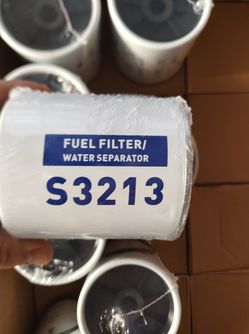 FUEL FILTER/
WATER SEPARATOR
S3213